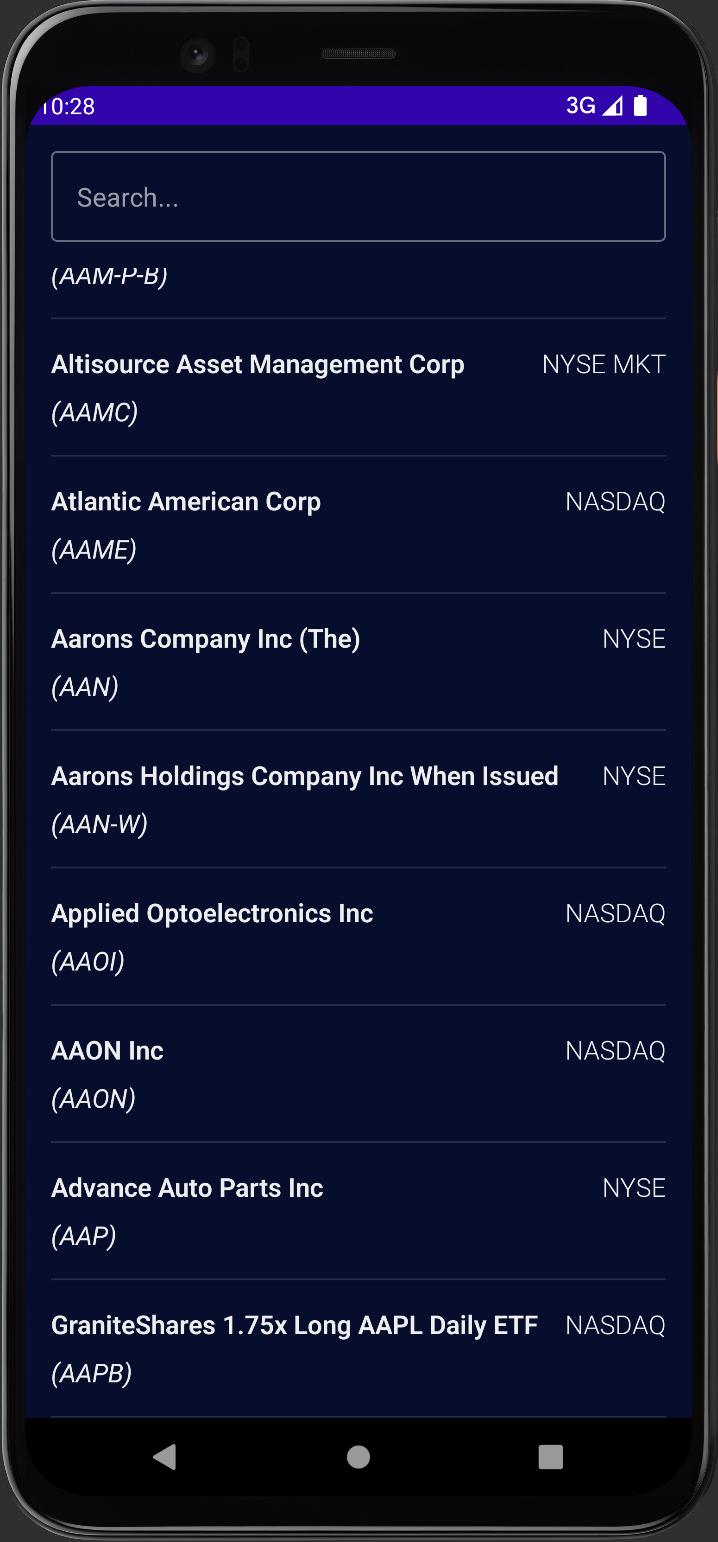 10:28 3G
Search...
(AAM-P-B)
Altisource Asset Management Corp NYSE MKT
(AAMC)
Atlantic American Corp NASDAQ
(AAME)
Aarons Company Inc (The) NYSE
(AAN)
Aarons Holdings Company Inc When Issued NYSE
(AAN-W)
Applied Optoelectronics Inc NASDAQ
(AAOI)
AAON Inc NASDAQ
(AAON)
Advance Auto Parts Inc NYSE
(AAP)
GraniteShares 1.75x Long AAPL Daily ETF NASDAQ
(AAPB)